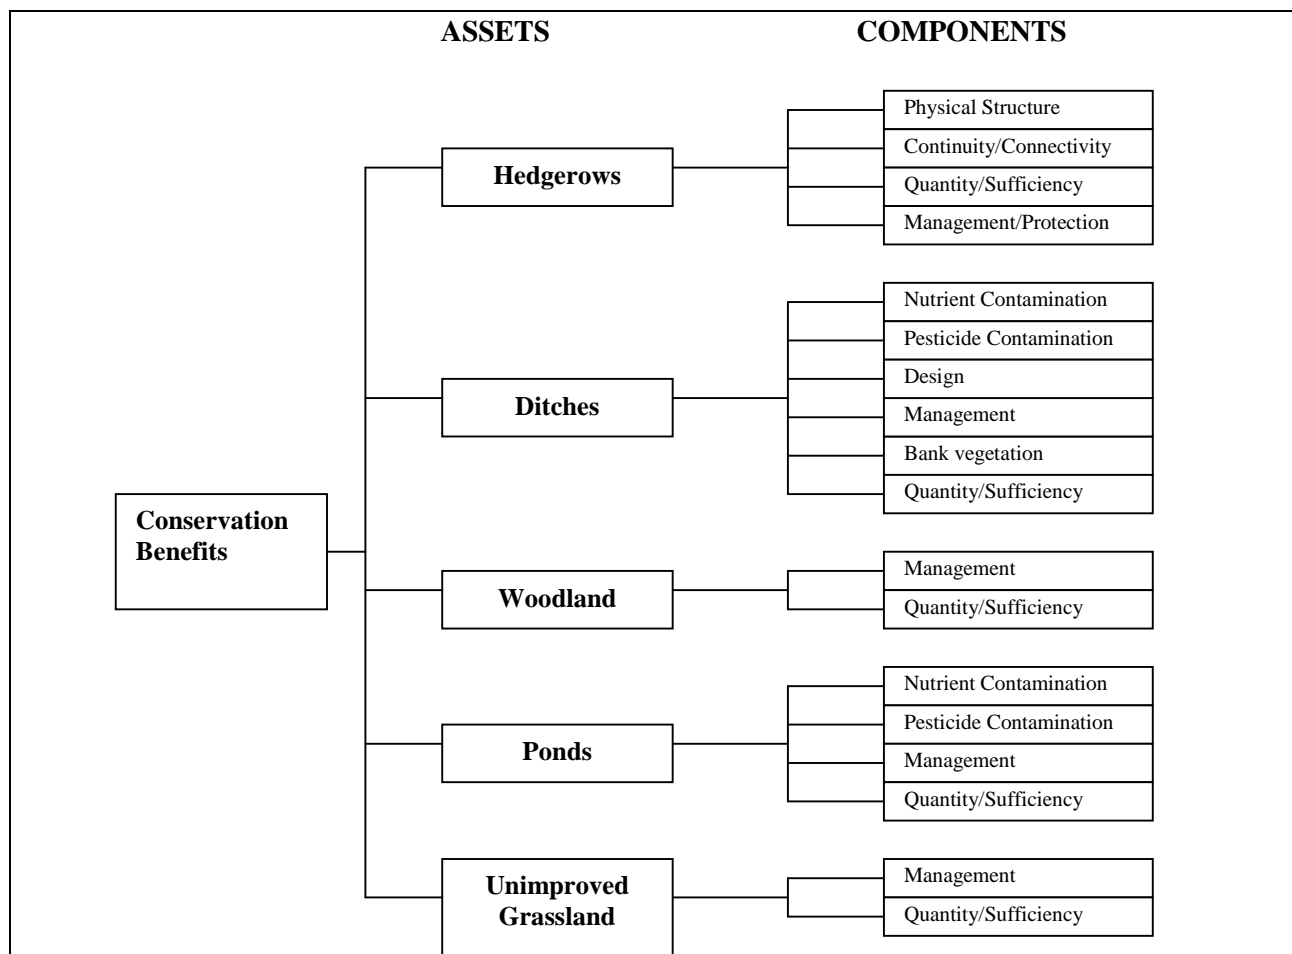 ASSETS COMPONENTS
Physical Structure
Continuity/Connectivity
Hedgerows
Quantity/Sufficiency
Management/Protection
Nutrient Contamination
Pesticide Contamination
Design
Ditches
Management
Bank vegetation
Quantity/Sufficiency
Conservation
Benefits
Management
Woodland
Quantity/Sufficiency
Nutrient Contamination
Pesticide Contamination
Ponds
Management
Quantity/Sufficiency
Unimproved
Grassland
Management
Quantity/Sufficiency